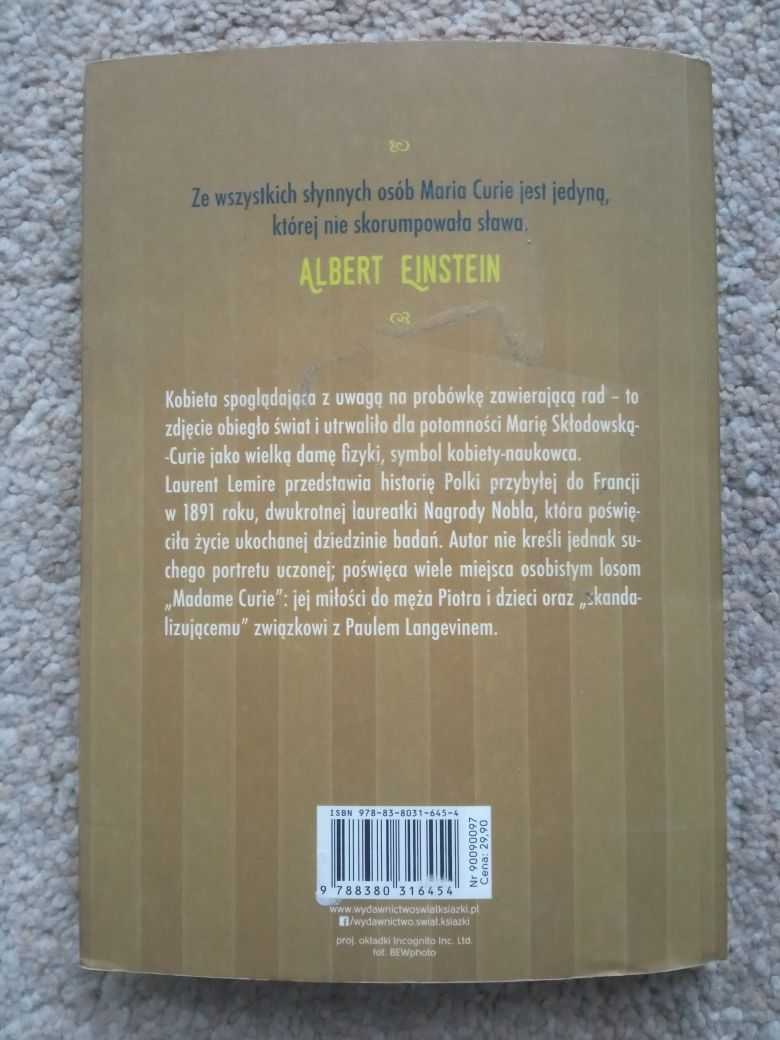 Ze wszystkich słynnych osób Maria Curie jest jedyną,
której nie skorumpowała sława.
ALBERT EINSTEIN
Kobieta spoglądająca z uwagą na probówkę zawierającą rad – to
zdjęcie obiegło świat i utrwaliło dla potomności Marię Skłodowską-
-Curie jako wielką damę fizyki, symbol kobiety-naukowca.
Laurent Lemire przedstawia historię Polki przybyłej do Francji
w 1891 roku, dwukrotnej laureatki Nagrody Nobla, która poświę-
ciła życie ukochanej dziedzinie badań. Autor nie kreśli jednak su-
chego portretu uczonej; poświęca wiele miejsca osobistym losom
„Madame Curie”: jej miłości do męża Piotra i dzieci oraz „skanda-
lizującemu” związkowi z Paulem Langevinem.
ISBN 978-83-8031-645-4
9 788380 316454
Nr 90090097
Cena: 29,90
www.wydawnictwoswiatksiazki.pl
f/wydawnictwo.swiat.ksiazki
proj. okładki Incognito Inc. Ltd.
fot. BEWphoto